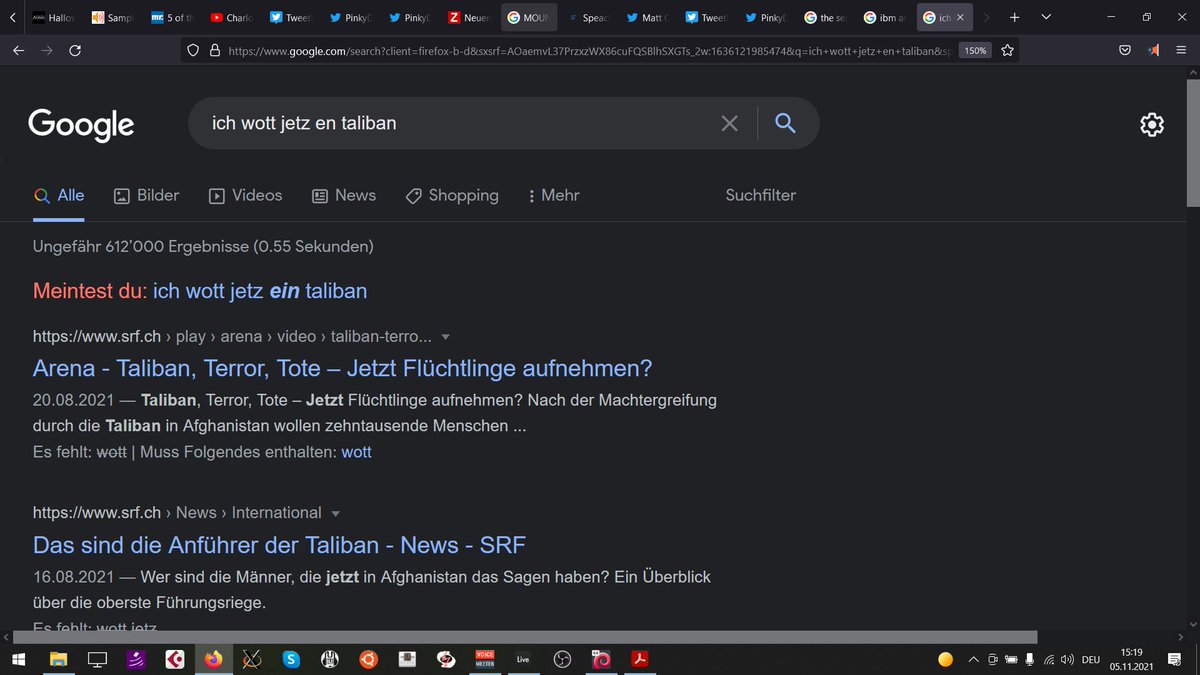 Hallow
Sampl
mr. 5 of th
Charlo
Tweet
PinkyD
PinkyD
Z Neuer
MOUN
Speac
Matt C
Tweet
PinkyD
the se
ibm a
ich
https://www.google.com/search?client=firefox-b-d&sxsrf=AOaemvL37PrzxzWX86cuFQSBlhSXGTs_2w:1636121985474&q=ich+wott+jetz+en+taliban&sp
150%
Google
ich wott jetz en taliban
Alle Bilder Videos News Shopping Mehr Suchfilter
Ungefähr 612’000 Ergebnisse (0.55 Sekunden)
Meintest du: ich wott jetz ein taliban
https://www.srf.ch › play › arena › video › taliban-terro...
Arena - Taliban, Terror, Tote – Jetzt Flüchtlinge aufnehmen?
20.08.2021 — Taliban, Terror, Tote – Jetzt Flüchtlinge aufnehmen? Nach der Machtergreifung
durch die Taliban in Afghanistan wollen zehntausende Menschen ...
Es fehlt: wott | Muss Folgendes enthalten: wott
https://www.srf.ch › News › International
Das sind die Anführer der Taliban - News - SRF
16.08.2021 — Wer sind die Männer, die jetzt in Afghanistan das Sagen haben? Ein Überblick
über die oberste Führungsriege.
Es fehlt: wott jetz
VOICE
MEETER
Live
DEU
15:19
05.11.2021